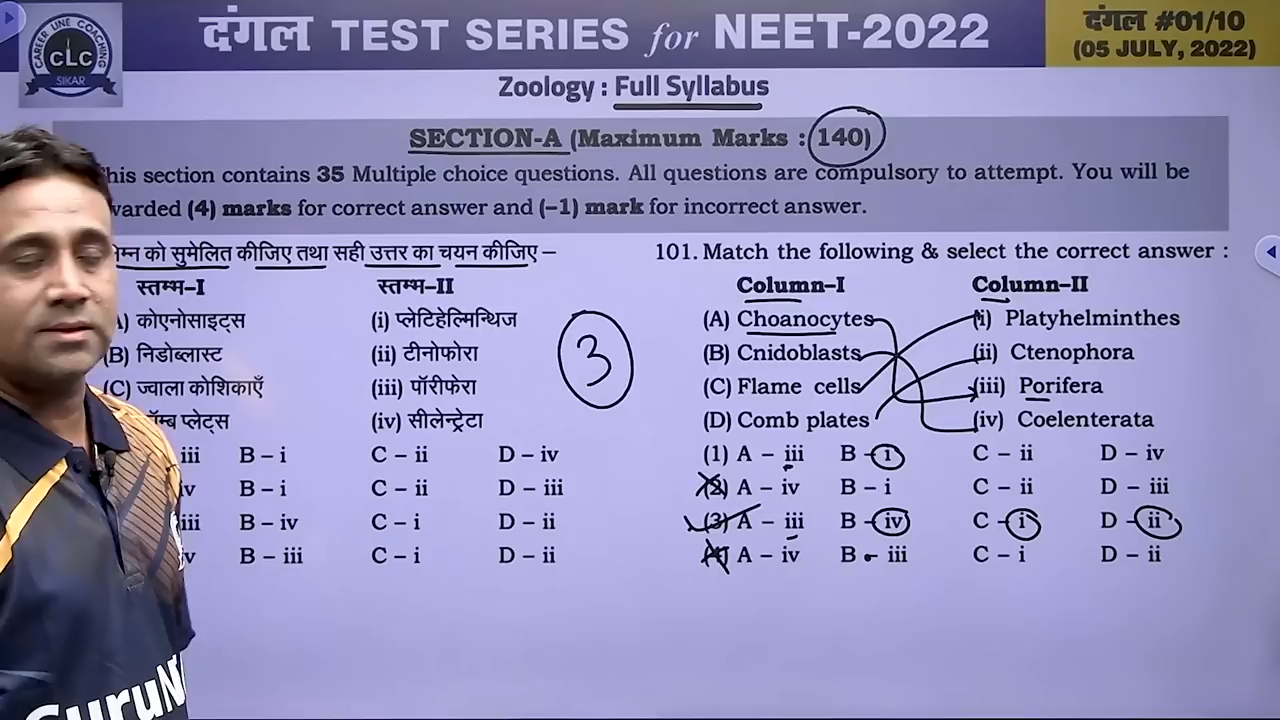 CAREER LINE COACHING
CLC
SIKAR
दंगल TEST SERIES for NEET-2022
दंगल #01/10
(05 JULY, 2022)
Zoology : Full Syllabus
SECTION-A (Maximum Marks : 140)
his section contains 35 Multiple choice questions. All questions are compulsory to attempt. You will be
warded (4) marks for correct answer and (–1) mark for incorrect answer.
म्न को सुमेलित कीजिए तथा सही उत्तर का चयन कीजिए –
स्तम्भ–I स्तम्भ–II
A) कोएनोसाइट्स (i) प्लेटिहेल्मिन्थिज
(B) निडोब्लास्ट (ii) टीनोफोरा
(C) ज्वाला कोशिकाएँ (iii) पॉरीफेरा
ॉम्ब प्लेट्स (iv) सीलेन्ट्रेटा
iii B – i C – ii D – iv
iv B – i C – ii D – iii
iii B – iv C – i D – ii
iv B – iii C – i D – ii
3
101. Match the following & select the correct answer :
Column–I Column–II
(A) Choanocytes (i) Platyhelminthes
(B) Cnidoblasts (ii) Ctenophora
(C) Flame cells (iii) Porifera
(D) Comb plates (iv) Coelenterata
(1) A – iii B – i C – ii D – iv
(2) A – iv B – i C – ii D – iii
(3) A – iii B – iv C – i D – ii
(4) A – iv B – iii C – i D – ii
GuruN